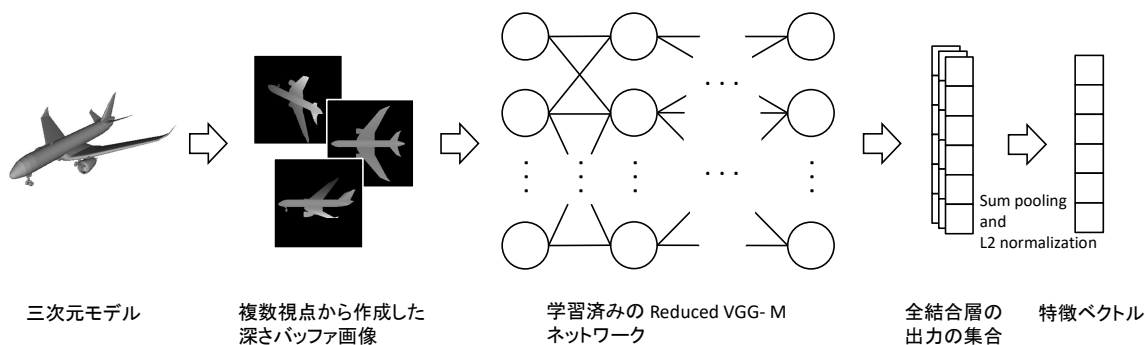 Sum pooling
and
L2 normalization
三次元モデル
複数視点から作成した
深さバッファ画像
学習済みの Reduced VGG- M
ネットワーク
全結合層の
出力の集合
特徴ベクトル